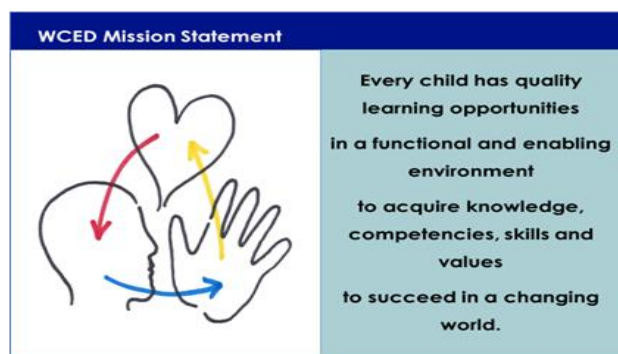 WCED Mission Statement
Every child has quality
learning opportunities
in a functional and enabling
environment
to acquire knowledge,
competencies, skills and
values
to succeed in a changing
world.